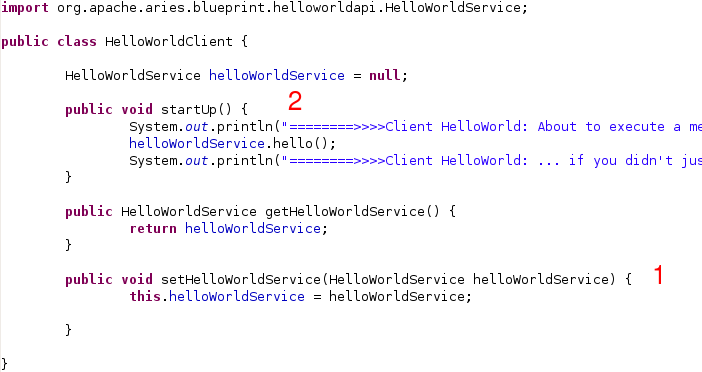 import org.apache.aries.blueprint.helloworldapi.HelloWorldService;
public class HelloWorldClient {
HelloWorldService helloWorldService = null;
2
public void startUp() {
System.out.println("========>>>>Client HelloWorld: About to execute a me
helloWorldService.hello();
System.out.println("========>>>>Client HelloWorld: ... if you didn't jus
}
public HelloWorldService getHelloWorldService() {
return helloWorldService;
}
public void setHelloWorldService(HelloWorldService helloWorldService) { 1
this.helloWorldService = helloWorldService;
}
}